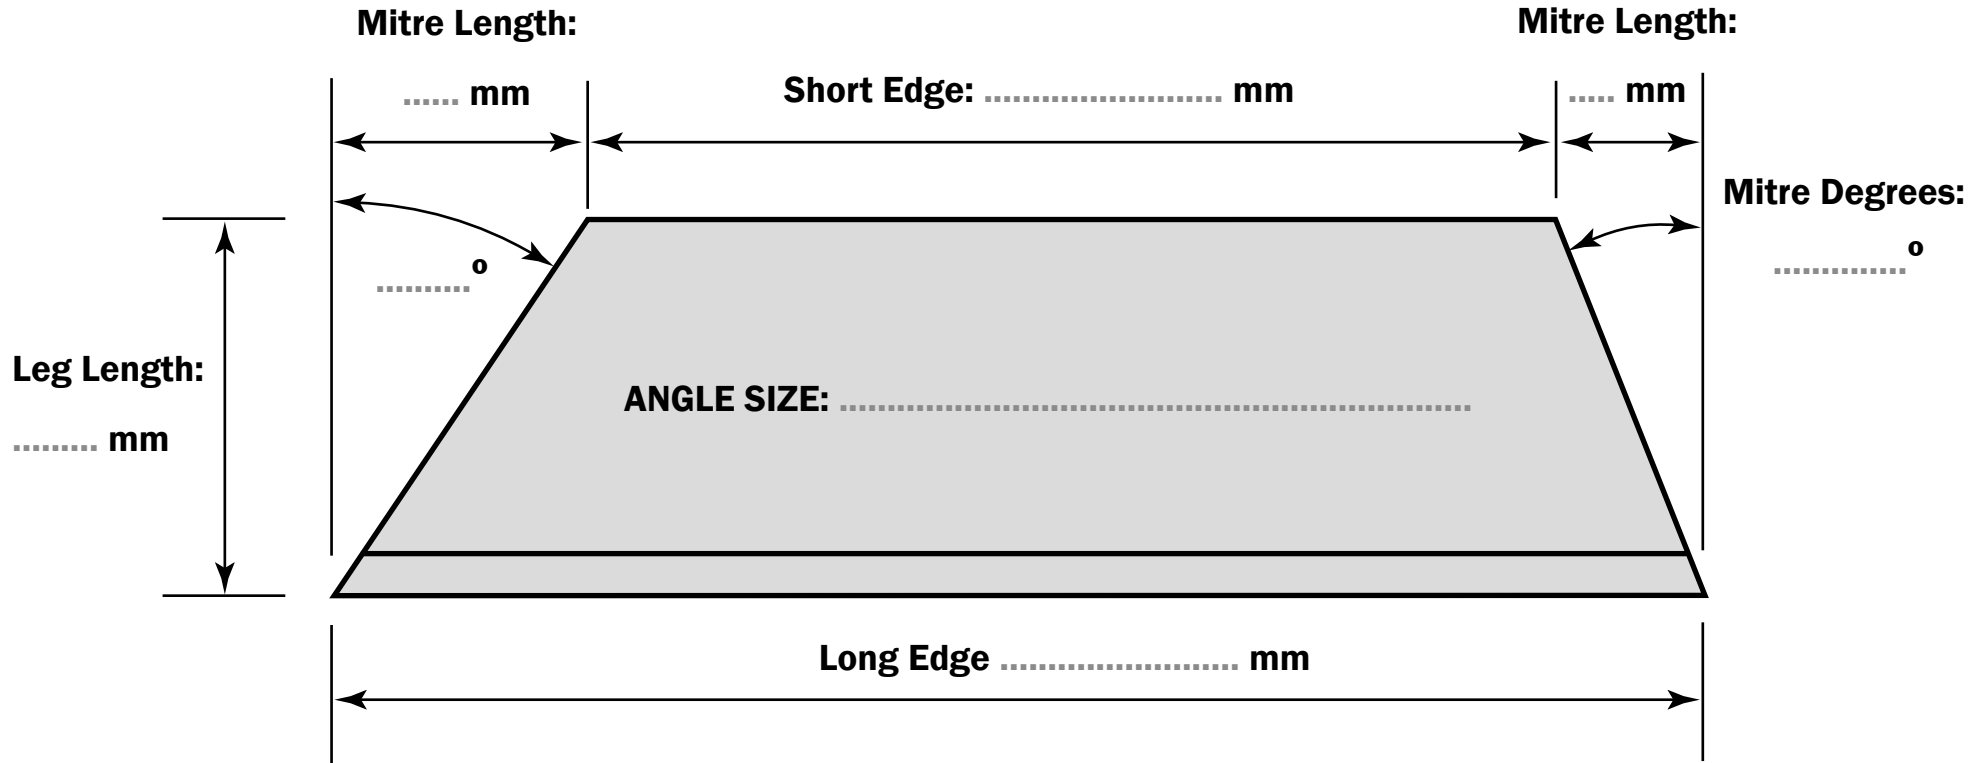 Mitre Length:
Mitre Length:
...... mm
Short Edge: ......................... mm
..... mm
Mitre Degrees:
..............o
..........o
Leg Length:
......... mm
ANGLE SIZE: ..................................................................
Long Edge ......................... mm